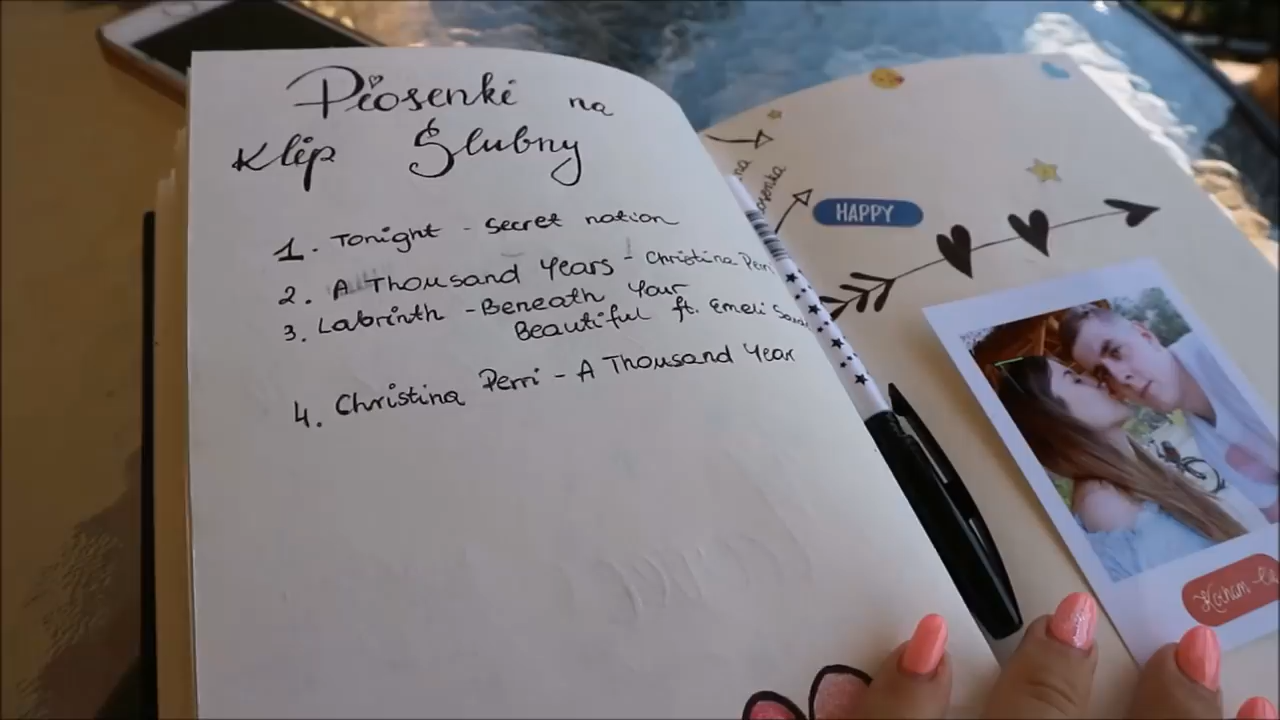 Piosenki na
Klip Ślubny
1. Tonight - Secret nation
2. A Thousand Years - Christina Perri
3. Labrinth - Beneath Your
Beautiful ft. Emeli
4. Christina Perri - A Thousand Year
HAPPY
Kocham